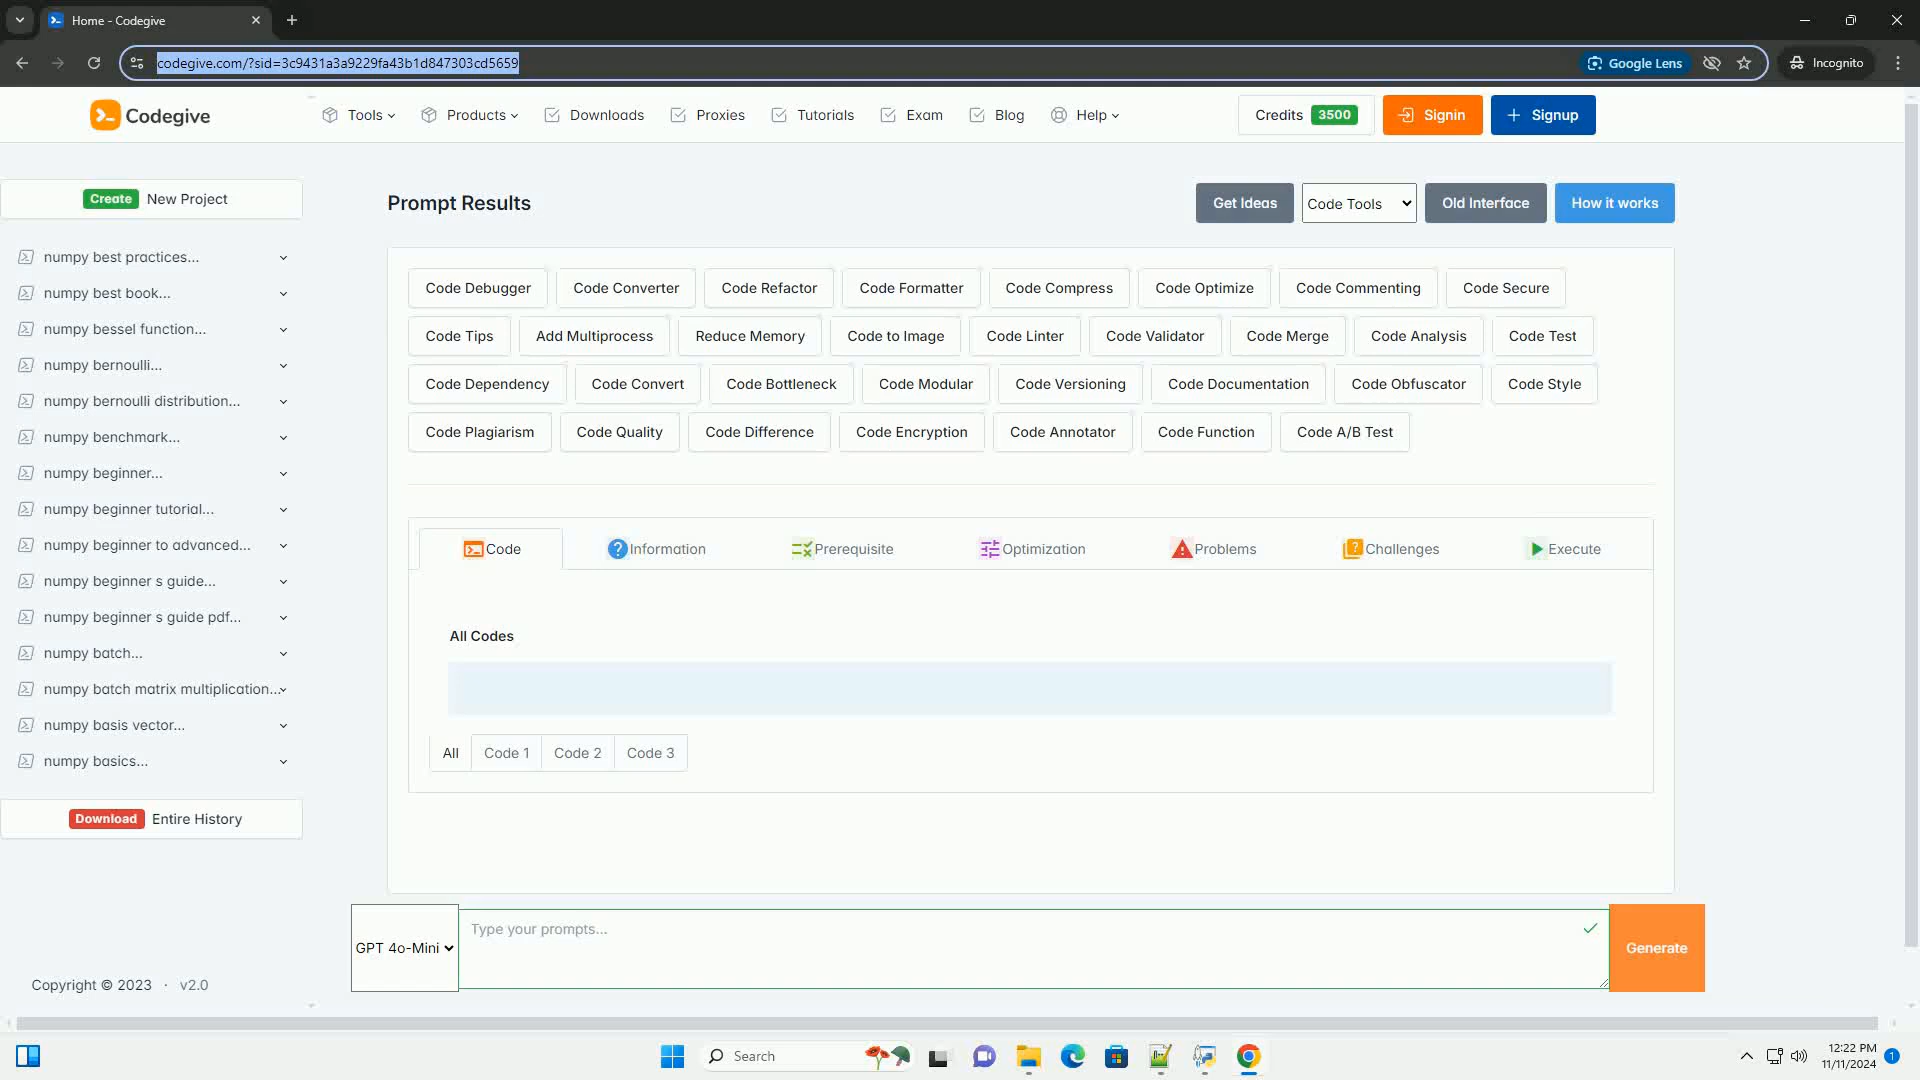 Home - Codegive
codegive.com/?sid=3c9431a3a9229fa43b1d847303cd5659
Google Lens
Incognito
Codegive
Tools
Products
Downloads
Proxies
Tutorials
Exam
Blog
Help
Credits 3500
Signin
Signup
Create New Project
numpy best practices...
numpy best book...
numpy bessel function...
numpy bernoulli...
numpy bernoulli distribution...
numpy benchmark...
numpy beginner...
numpy beginner tutorial...
numpy beginner to advanced...
numpy beginner s guide...
numpy beginner s guide pdf...
numpy batch...
numpy batch matrix multiplication...
numpy basis vector...
numpy basics...
Download Entire History
Copyright © 2023 · v2.0
Prompt Results
Get Ideas
Code Tools
Old Interface
How it works
Code Debugger
Code Converter
Code Refactor
Code Formatter
Code Compress
Code Optimize
Code Commenting
Code Secure
Code Tips
Add Multiprocess
Reduce Memory
Code to Image
Code Linter
Code Validator
Code Merge
Code Analysis
Code Test
Code Dependency
Code Convert
Code Bottleneck
Code Modular
Code Versioning
Code Documentation
Code Obfuscator
Code Style
Code Plagiarism
Code Quality
Code Difference
Code Encryption
Code Annotator
Code Function
Code A/B Test
Code
Information
Prerequisite
Optimization
Problems
Challenges
Execute
All Codes
All
Code 1
Code 2
Code 3
GPT 4o-Mini
Type your prompts...
Generate
Search
12:22 PM
11/11/2024
1